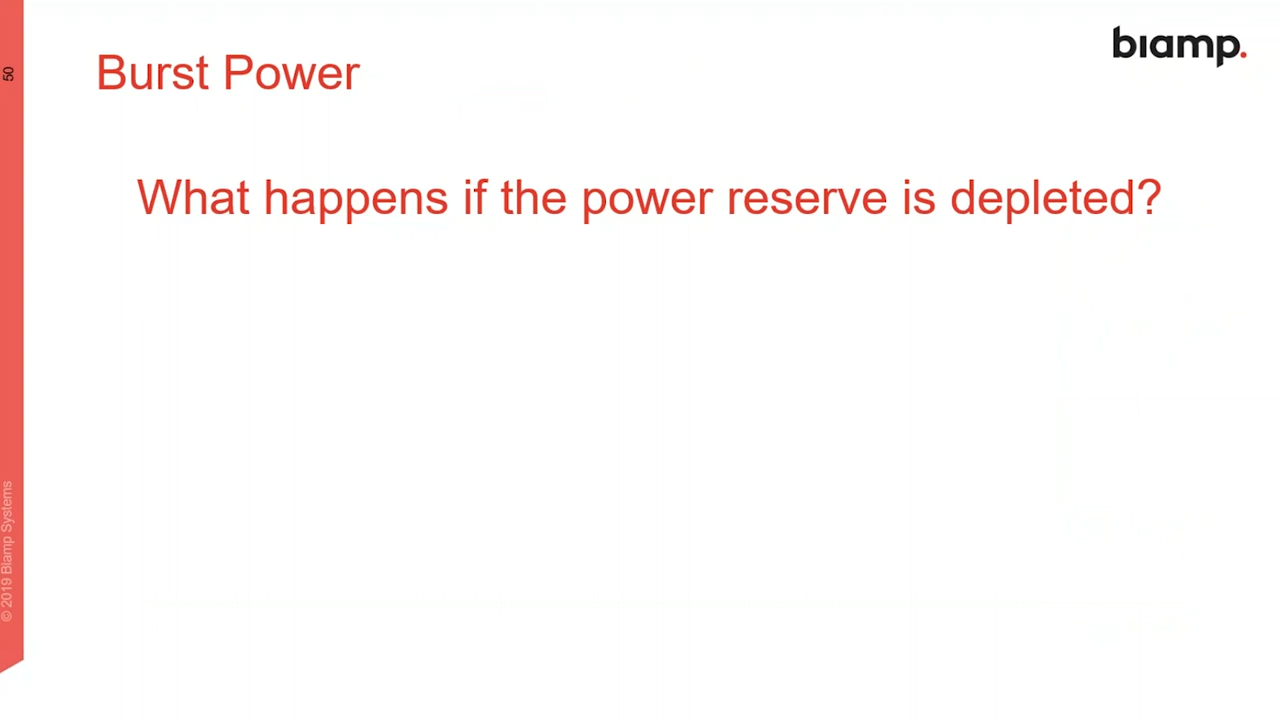 50
Burst Power
biamp.
What happens if the power reserve is depleted?
© 2019 Biamp Systems